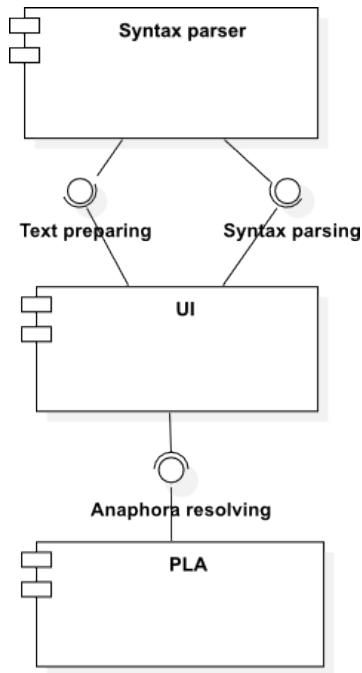 Syntax parser
Text preparing
Syntax parsing
UI
Anaphora resolving
PLA